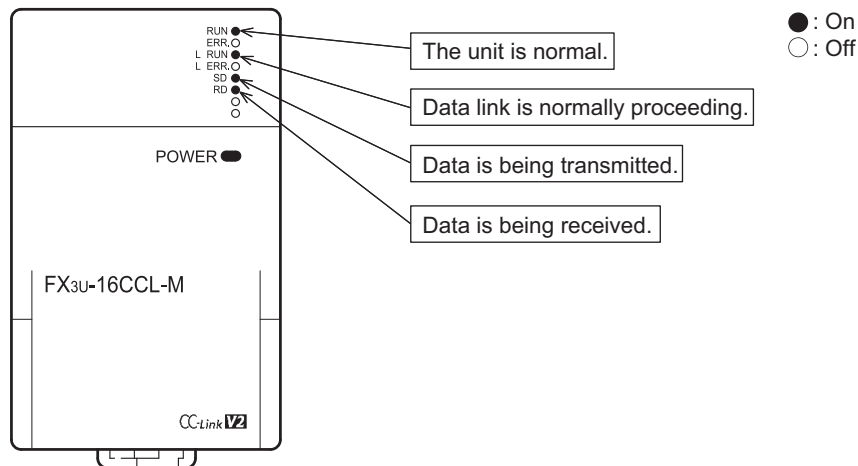 RUN
ERR.
L RUN
L ERR.
SD
RD
The unit is normal.
Data link is normally proceeding.
Data is being transmitted.
Data is being received.
: On
: Off
POWER
FX3U-16CCL-M
CC-Link V2